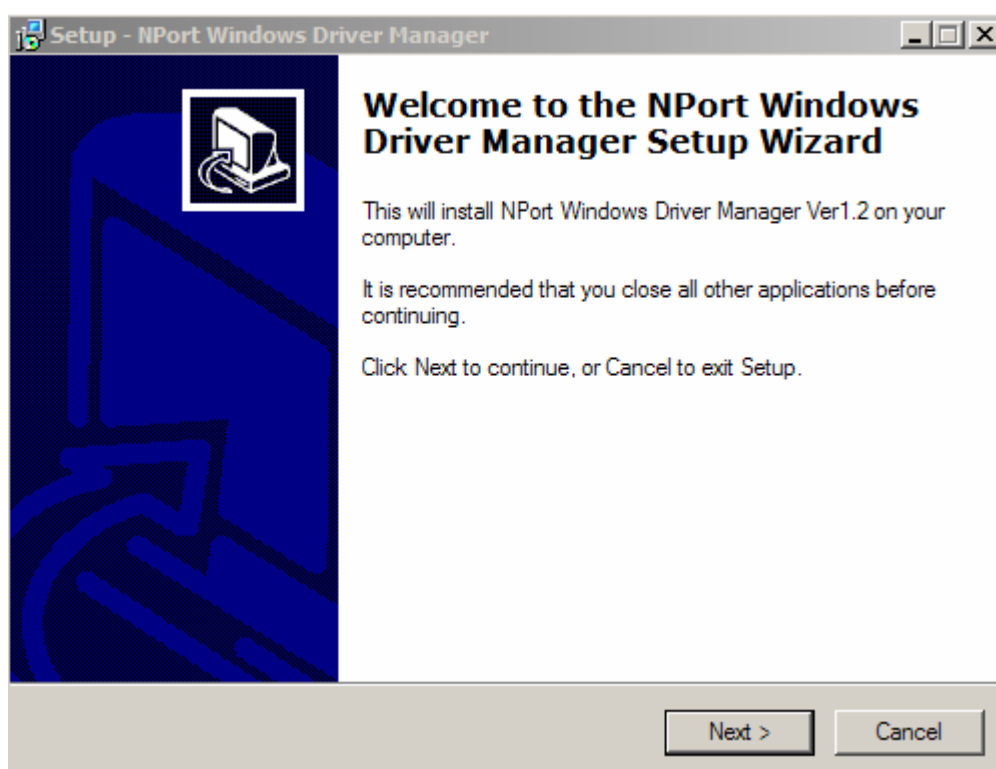 Setup - NPort Windows Driver Manager
Welcome to the NPort Windows
Driver Manager Setup Wizard
This will install NPort Windows Driver Manager Ver1.2 on your
computer.
It is recommended that you close all other applications before
continuing.
Click Next to continue, or Cancel to exit Setup.
Next >
Cancel